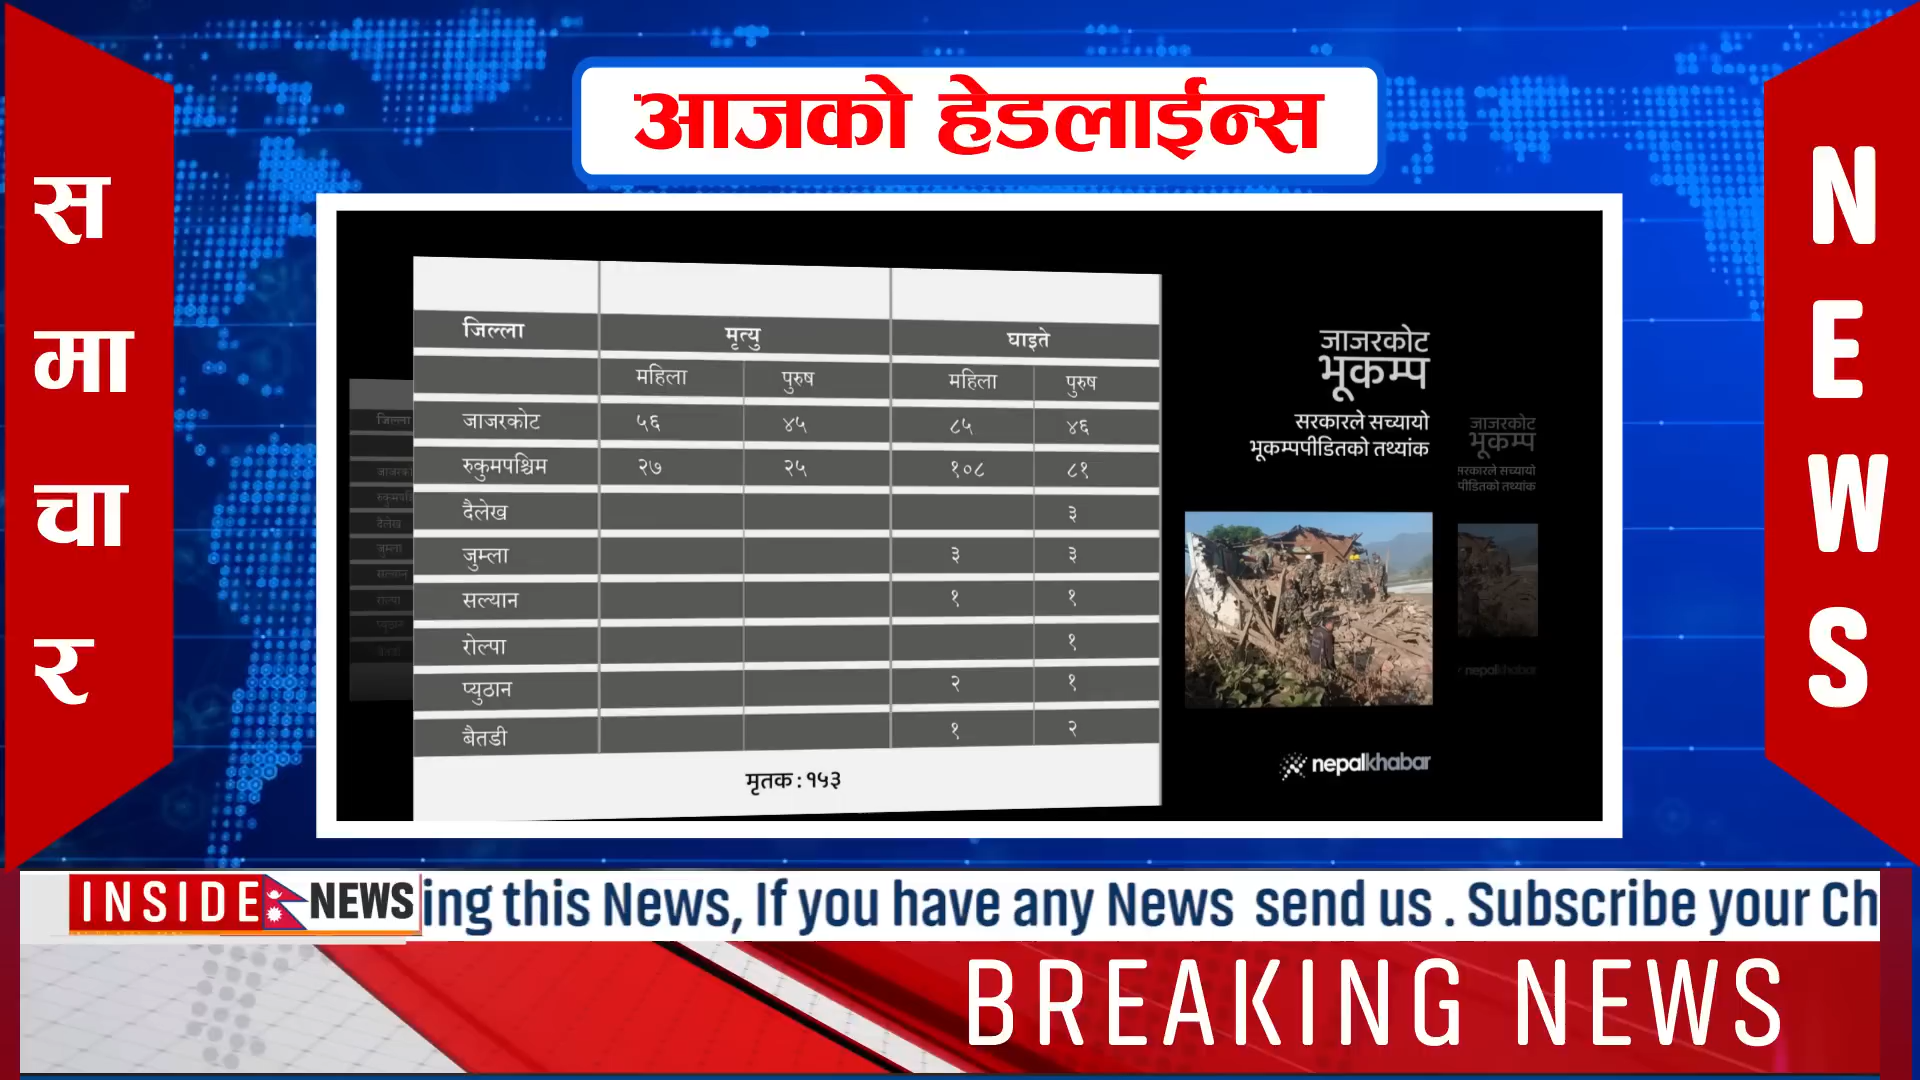 आजको हेडलाईन्स
स
मा
चा
र
NEWS
जिल्ला मृत्यु घाइते
महिला पुरुष महिला पुरुष
जाजरकोट ५६ ४५ ८५ ४६
रुकुमपश्चिम २७ २५ १०८ ८१
दैलेख ३
जुम्ला ३ ३
सल्यान १ १
रोल्पा १
प्युठान २ १
बैतडी १ २
मृतक : १५३
जाजरकोट
भूकम्प
सरकारले सच्यायो
भूकम्पपीडितको तथ्यांक
nepalkhabar
जिल्ला
दैलेख
जुम्ला
जाजरकोट
भूकम्प
सरकारले सच्यायो
पीडितको तथ्यांक
nepalkhabar
INSIDE NEWS
ing this News, If you have any News send us . Subscribe your Ch
BREAKING NEWS